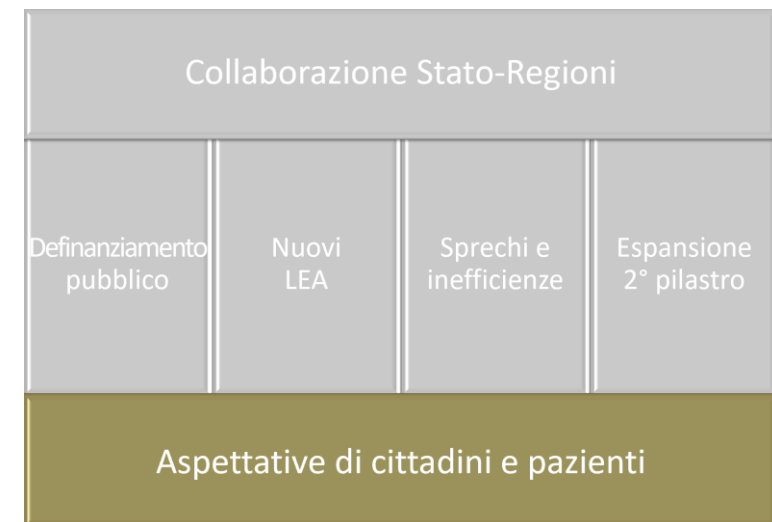 Collaborazione Stato-Regioni
Definanziamento
pubblico
Nuovi
LEA
Sprechi e
inefficienze
Espansione
2° pilastro
Aspettative di cittadini e pazienti